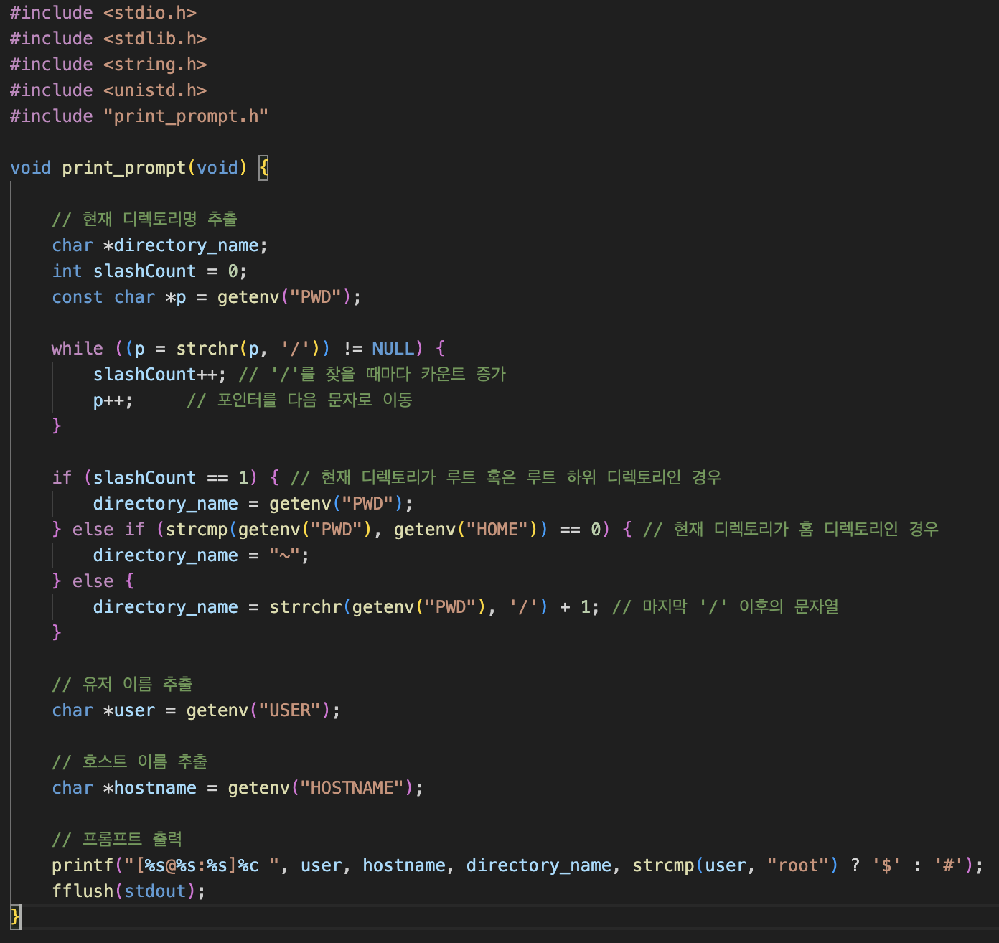 #include <stdio.h>
#include <stdlib.h>
#include <string.h>
#include <unistd.h>
#include "print_prompt.h"

void print_prompt(void) {

    // 현재 디렉토리명 추출
    char *directory_name;
    int slashCount = 0;
    const char *p = getenv("PWD");

    while ((p = strchr(p, '/')) != NULL) {
        slashCount++; // '/'를 찾을 때마다 카운트 증가
        p++;     // 포인터를 다음 문자로 이동
    }

    if (slashCount == 1) { // 현재 디렉토리가 루트 혹은 루트 하위 디렉토리인 경우
        directory_name = getenv("PWD");
    } else if (strcmp(getenv("PWD"), getenv("HOME")) == 0) { // 현재 디렉토리가 홈 디렉토리인 경우
        directory_name = "~";
    } else {
        directory_name = strrchr(getenv("PWD"), '/') + 1; // 마지막 '/' 이후의 문자열
    }

    // 유저 이름 추출
    char *user = getenv("USER");

    // 호스트 이름 추출
    char *hostname = getenv("HOSTNAME");

    // 프롬프트 출력
    printf("[%s@%s:%s]%c ", user, hostname, directory_name, strcmp(user, "root") ? '$' : '#');
    fflush(stdout);
}